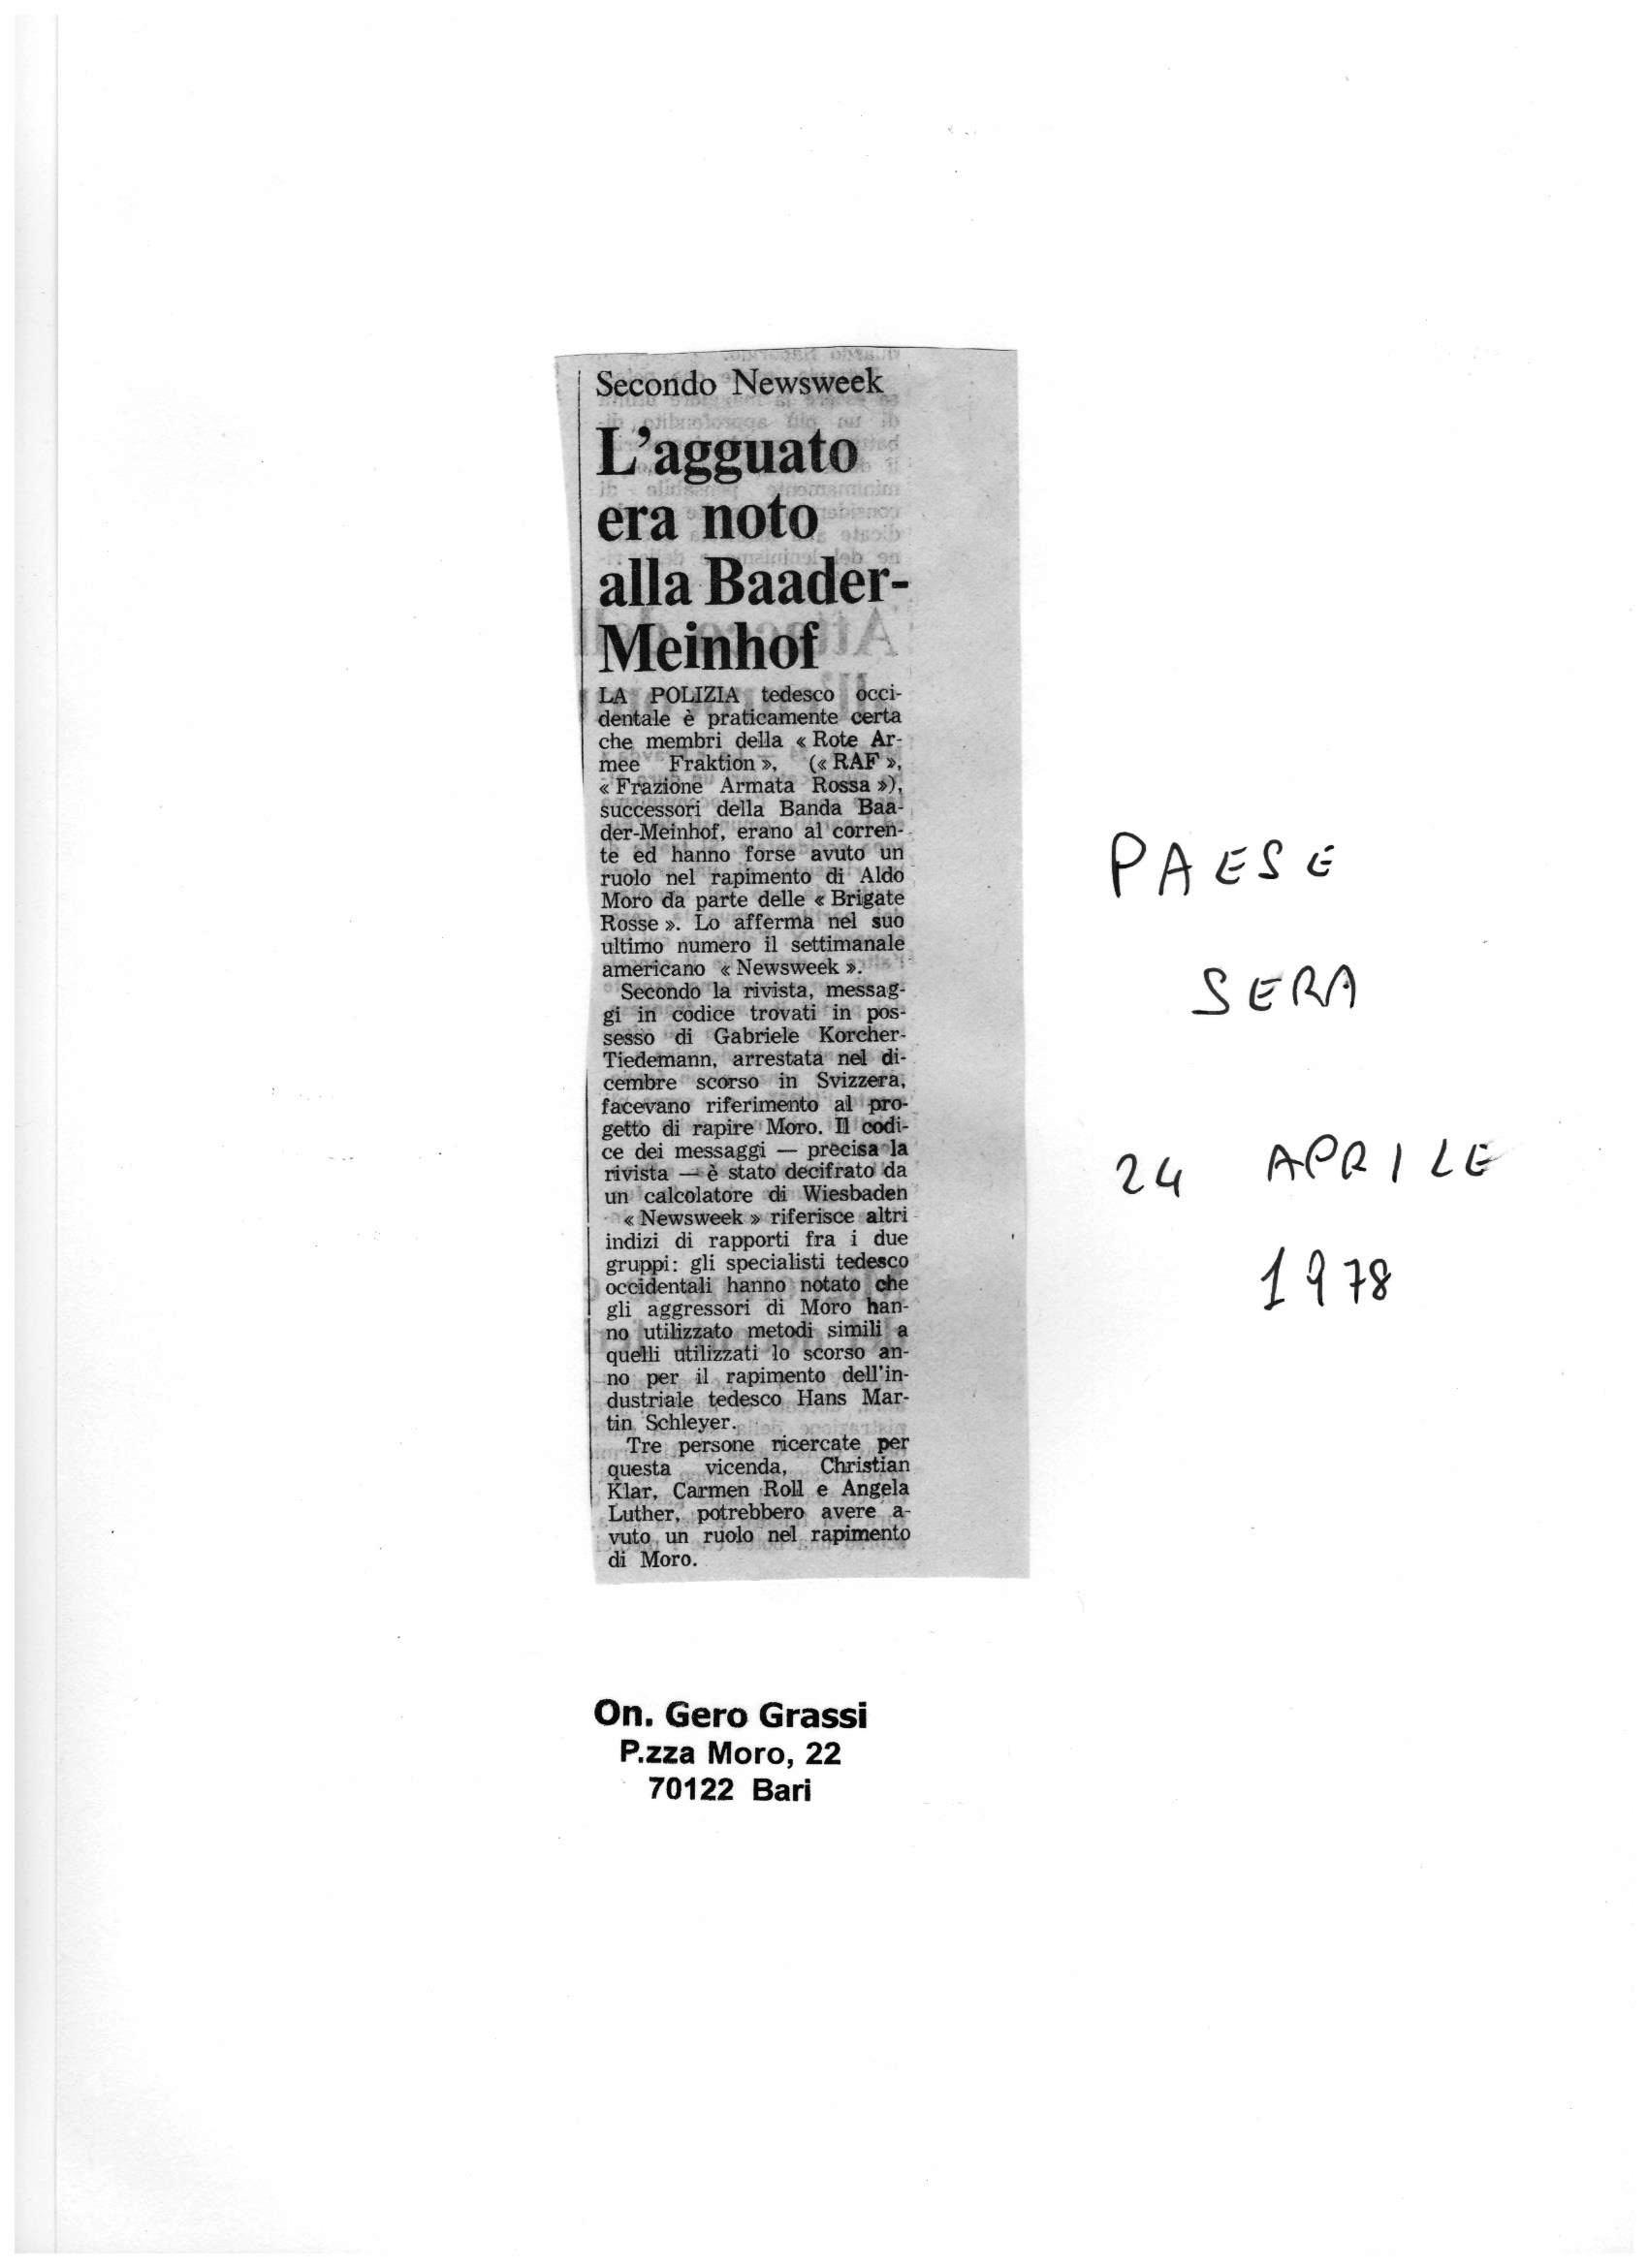 Secondo Newsweek
L'agguato
era noto
alla Baader-
Meinhof
LA POLIZIA tedesco occi-
dentale è praticamente certa
che membri della « Rote Ar-
mee Fraktion », (« RAF »,
« Frazione Armata Rossa »),
successori della Banda Baa-
der-Meinhof, erano al corren-
te ed hanno forse avuto un
ruolo nel rapimento di Aldo
Moro da parte delle « Brigate
Rosse ». Lo afferma nel suo
ultimo numero il settimanale
americano « Newsweek ».
Secondo la rivista, messag-
gi in codice trovati in pos-
sesso di Gabriele Korcher-
Tiedemann, arrestata nel di-
cembre scorso in Svizzera,
facevano riferimento al pro-
getto di rapire Moro. Il codi-
ce dei messaggi — precisa la
rivista — è stato decifrato da
un calcolatore di Wiesbaden
« Newsweek » riferisce altri
indizi di rapporti fra i due
gruppi: gli specialisti tedesco
occidentali hanno notato che
gli aggressori di Moro han-
no utilizzato metodi simili a
quelli utilizzati lo scorso an-
no per il rapimento dell'in-
dustriale tedesco Hans Mar-
tin Schleyer.
Tre persone ricercate per
questa vicenda, Christian
Klar, Carmen Roll e Angela
Luther, potrebbero avere a-
vuto un ruolo nel rapimento
di Moro.
PAESE
SERA
24 APRILE
1978
On. Gero Grassi
P.zza Moro, 22
70122 Bari